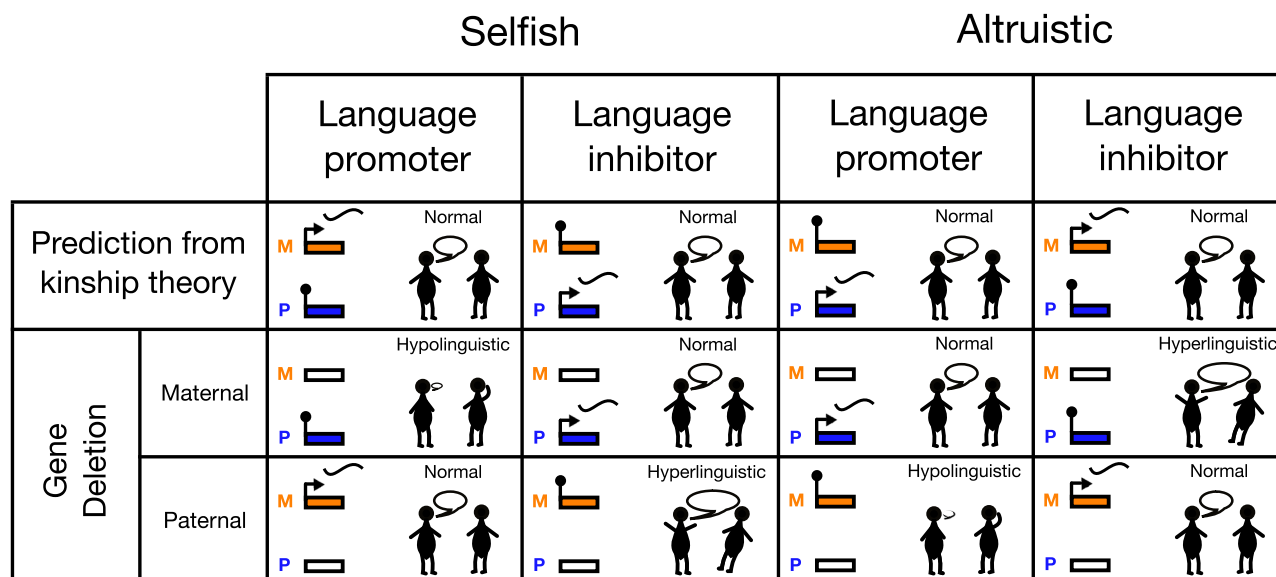 Selfish
Altruistic
Language
promoter
Language
inhibitor
Language
promoter
Language
inhibitor
Prediction from
kinship theory
M
P
Normal
M
P
Normal
M
P
Normal
M
P
Normal
Gene
Deletion
Maternal
M
P
Hypolinguistic
M
P
Normal
M
P
Normal
M
P
Hyperlinguistic
Paternal
M
P
Normal
M
P
Hyperlinguistic
M
P
Hypolinguistic
M
P
Normal